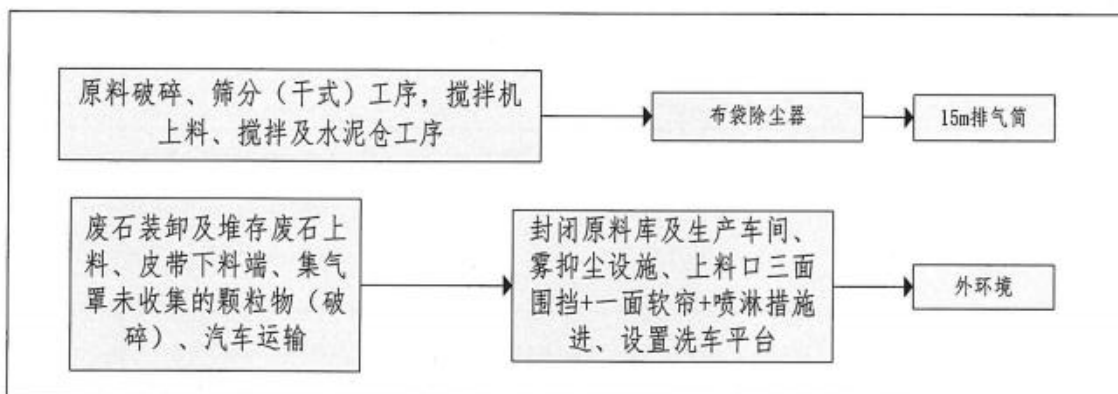 原料破碎、筛分（干式）工序，搅拌机
上料、搅拌及水泥仓工序
布袋除尘器
15m排气筒
废石装卸及堆存废石上
料、皮带下料端、集气
罩未收集的颗粒物（破
碎）、汽车运输
封闭原料库及生产车间、
雾抑尘设施、上料口三面
围挡+一面软帘+喷淋措施
进、设置洗车平台
外环境